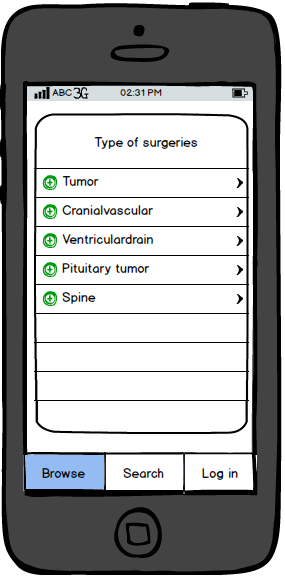 ABC 3G 02:31 PM
Type of surgeries
Tumor
Cranialvascular
Ventriculardrain
Pituitary tumor
Spine
Browse Search Log in